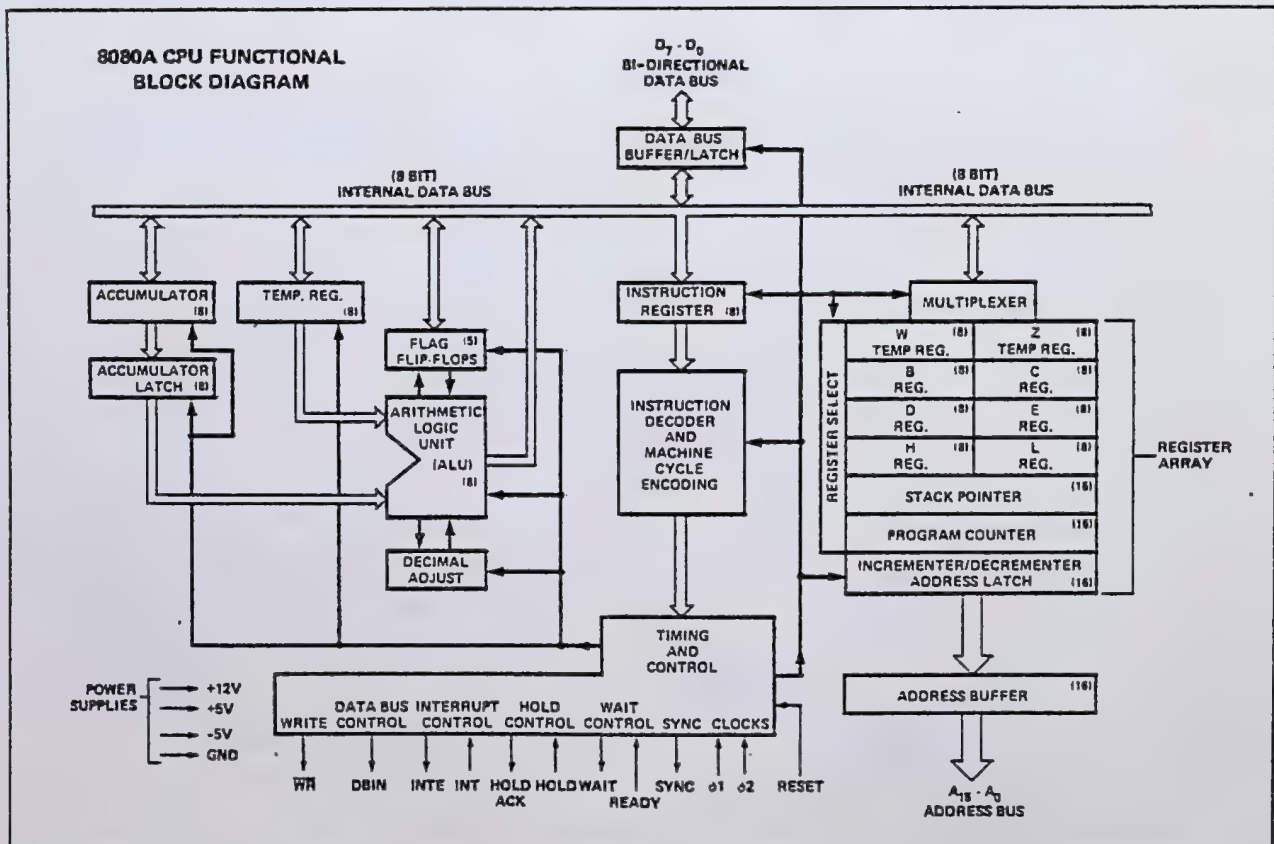 8080A CPU FUNCTIONAL
BLOCK DIAGRAM
D7 - D0
BI-DIRECTIONAL
DATA BUS
DATA BUS
BUFFER/LATCH
(8 BIT)
INTERNAL DATA BUS
(8 BIT)
INTERNAL DATA BUS
ACCUMULATOR
(8)
TEMP. REG.
(8)
INSTRUCTION
REGISTER (8)
MULTIPLEXER
FLAG (5)
FLIP-FLOPS
ACCUMULATOR
LATCH (8)
ARITHMETIC
LOGIC
UNIT
(ALU)
(8)
DECIMAL
ADJUST
INSTRUCTION
DECODER
AND
MACHINE
CYCLE
ENCODING
REGISTER SELECT
W (8)
TEMP REG.
Z (8)
TEMP REG.
B (8)
REG.
C (8)
REG.
D (8)
REG.
E (8)
REG.
H (8)
REG.
L (8)
REG.
STACK POINTER (16)
PROGRAM COUNTER (16)
INCREMENTER/DECREMENTER
ADDRESS LATCH (16)
REGISTER
ARRAY
TIMING
AND
CONTROL
WRITE
DATA BUS
CONTROL
INTERRUPT
CONTROL
HOLD
CONTROL
WAIT
CONTROL
SYNC
CLOCKS
ADDRESS BUFFER (16)
POWER
SUPPLIES
+12V
+5V
-5V
GND
WR
DBIN
INTE
INT
HOLD
ACK
HOLD
WAIT
READY
SYNC
ø1
ø2
RESET
A15 - A0
ADDRESS BUS